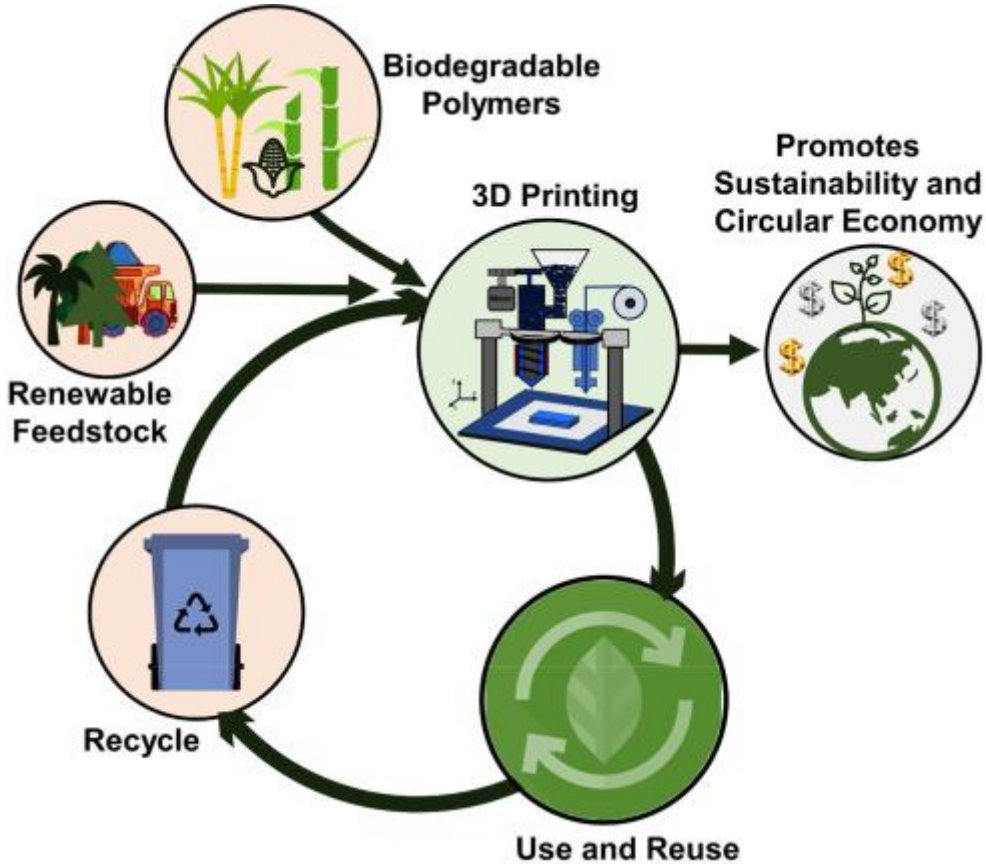 Biodegradable
Polymers
3D Printing
Promotes
Sustainability and
Circular Economy
Renewable
Feedstock
Recycle
Use and Reuse